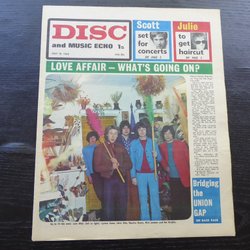 DISC
and MUSIC ECHO 1s
Scott
set
for
concerts
Julie
to
get
haircut
LOVE AFFAIR – WHAT'S GOING ON?
Bridging
the
UNION
GAP